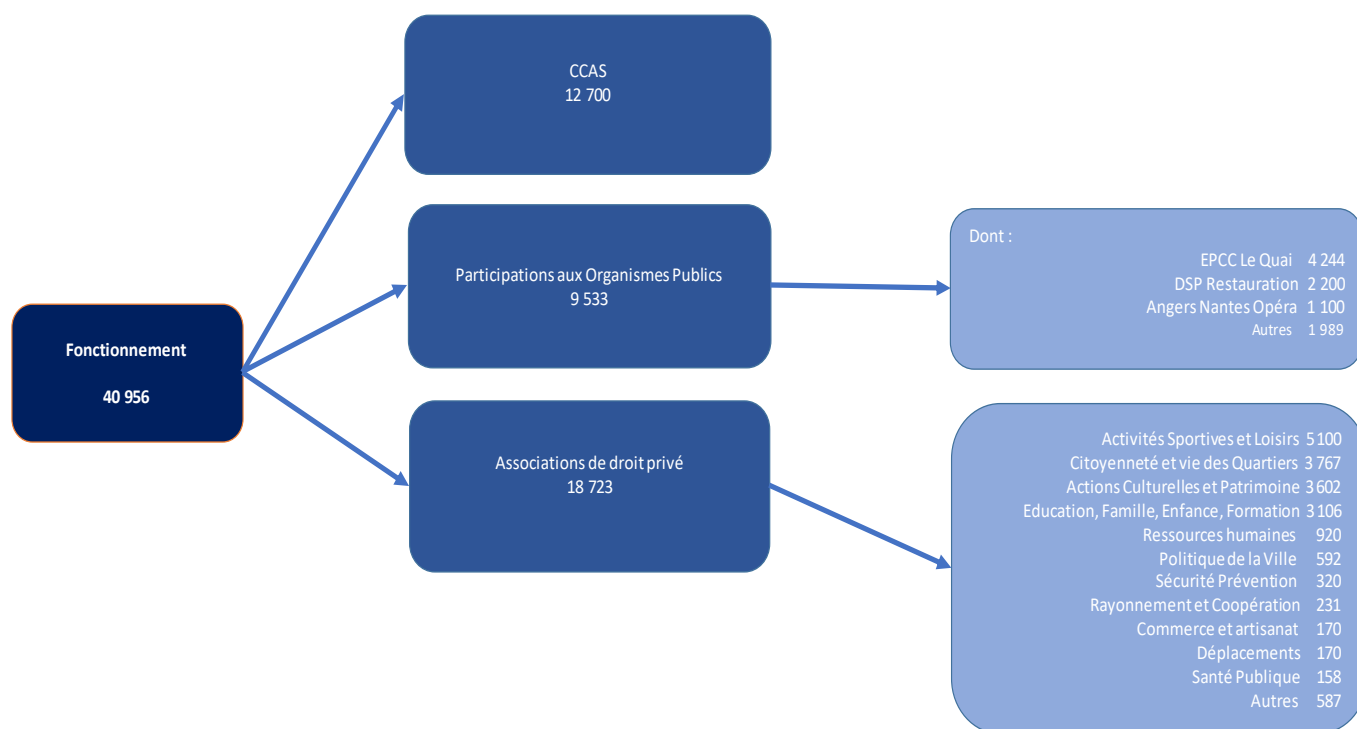 Fonctionnement
40 956
CCAS
12 700
Participations aux Organismes Publics
9 533
Associations de droit privé
18 723
Dont :
EPCC Le Quai 4 244
DSP Restauration 2 200
Angers Nantes Opéra 1 100
Autres 1 989
Activités Sportives et Loisirs 5 100
Citoyenneté et vie des Quartiers 3 767
Actions Culturelles et Patrimoine 3 602
Education, Famille, Enfance, Formation 3 106
Ressources humaines 920
Politique de la Ville 592
Sécurité Prévention 320
Rayonnement et Coopération 231
Commerce et artisanat 170
Déplacements 170
Santé Publique 158
Autres 587